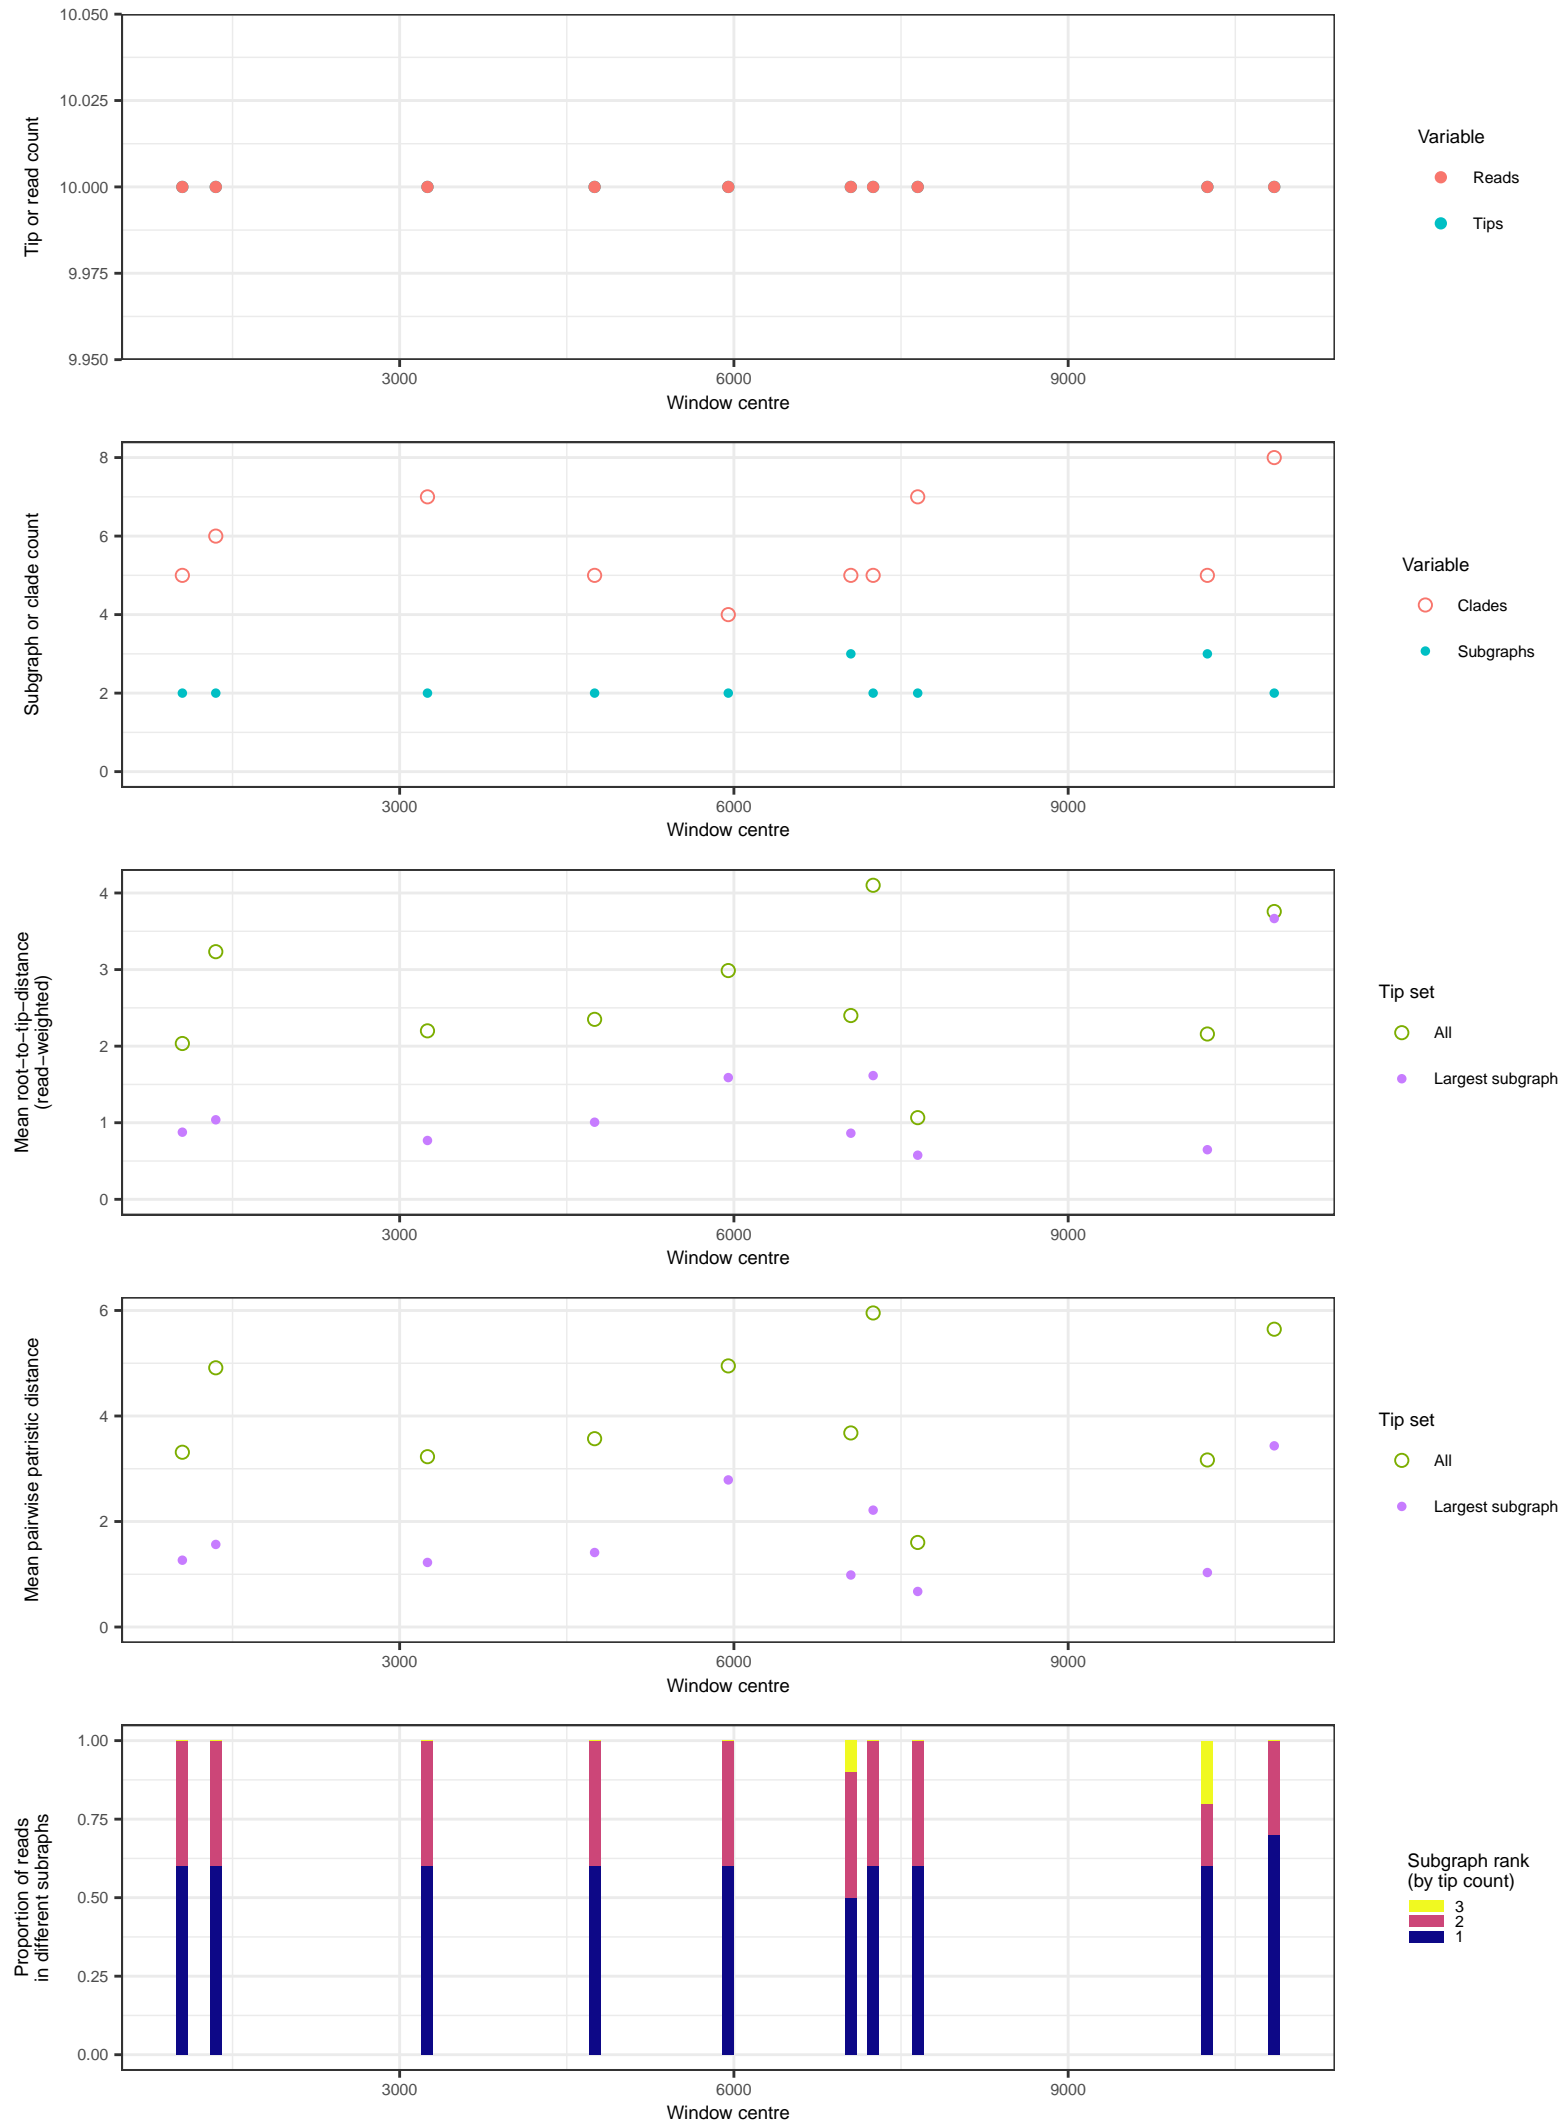 10.050
10.025
10.000
9.975
9.950
Tip or read count
3000 6000 9000
Window centre
Variable
Reads
Tips
8
6
4
2
0
Subgraph or clade count
3000 6000 9000
Window centre
Variable
Clades
Subgraphs
4
3
2
1
0
Mean root−to−tip−distance
(read−weighted)
3000 6000 9000
Window centre
Tip set
All
Largest subgraph
6
4
2
0
Mean pairwise patristic distance
3000 6000 9000
Window centre
Tip set
All
Largest subgraph
1.00
0.75
0.50
0.25
0.00
Proportion of reads
in different subraphs
3000 6000 9000
Window centre
Subgraph rank
(by tip count)
3
2
1